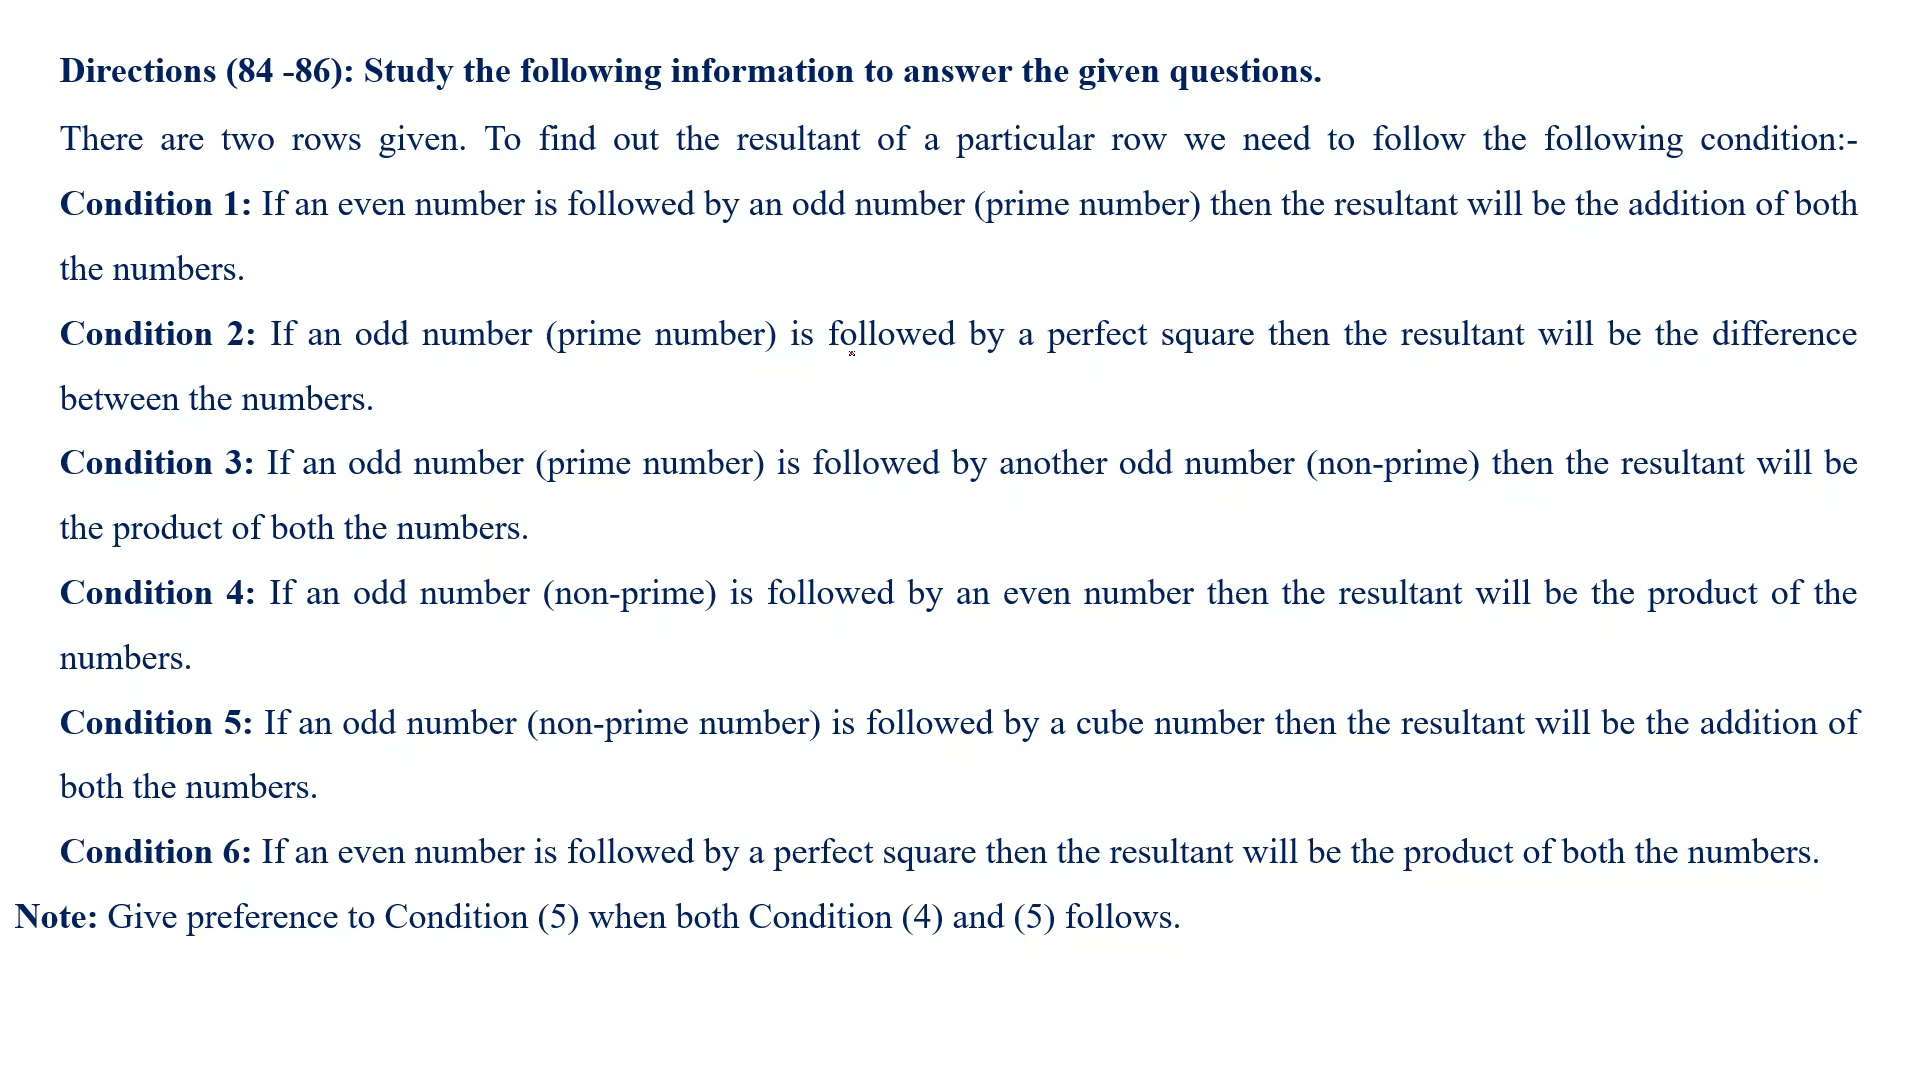 Directions (84 -86): Study the following information to answer the given questions.
There are two rows given. To find out the resultant of a particular row we need to follow the following condition:-
Condition 1: If an even number is followed by an odd number (prime number) then the resultant will be the addition of both
the numbers.
Condition 2: If an odd number (prime number) is followed by a perfect square then the resultant will be the difference
between the numbers.
Condition 3: If an odd number (prime number) is followed by another odd number (non-prime) then the resultant will be
the product of both the numbers.
Condition 4: If an odd number (non-prime) is followed by an even number then the resultant will be the product of the
numbers.
Condition 5: If an odd number (non-prime number) is followed by a cube number then the resultant will be the addition of
both the numbers.
Condition 6: If an even number is followed by a perfect square then the resultant will be the product of both the numbers.
Note: Give preference to Condition (5) when both Condition (4) and (5) follows.